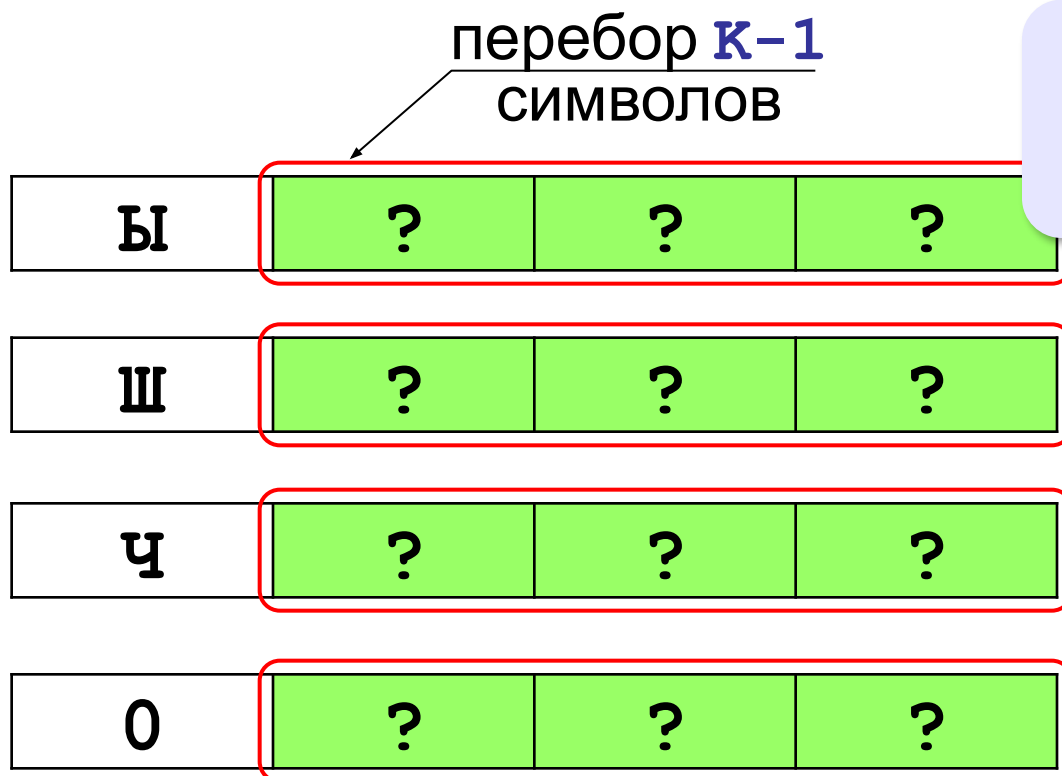 перебор K-1
символов
Ы ? ? ?
Ш ? ? ?
Ч ? ? ?
О ? ? ?